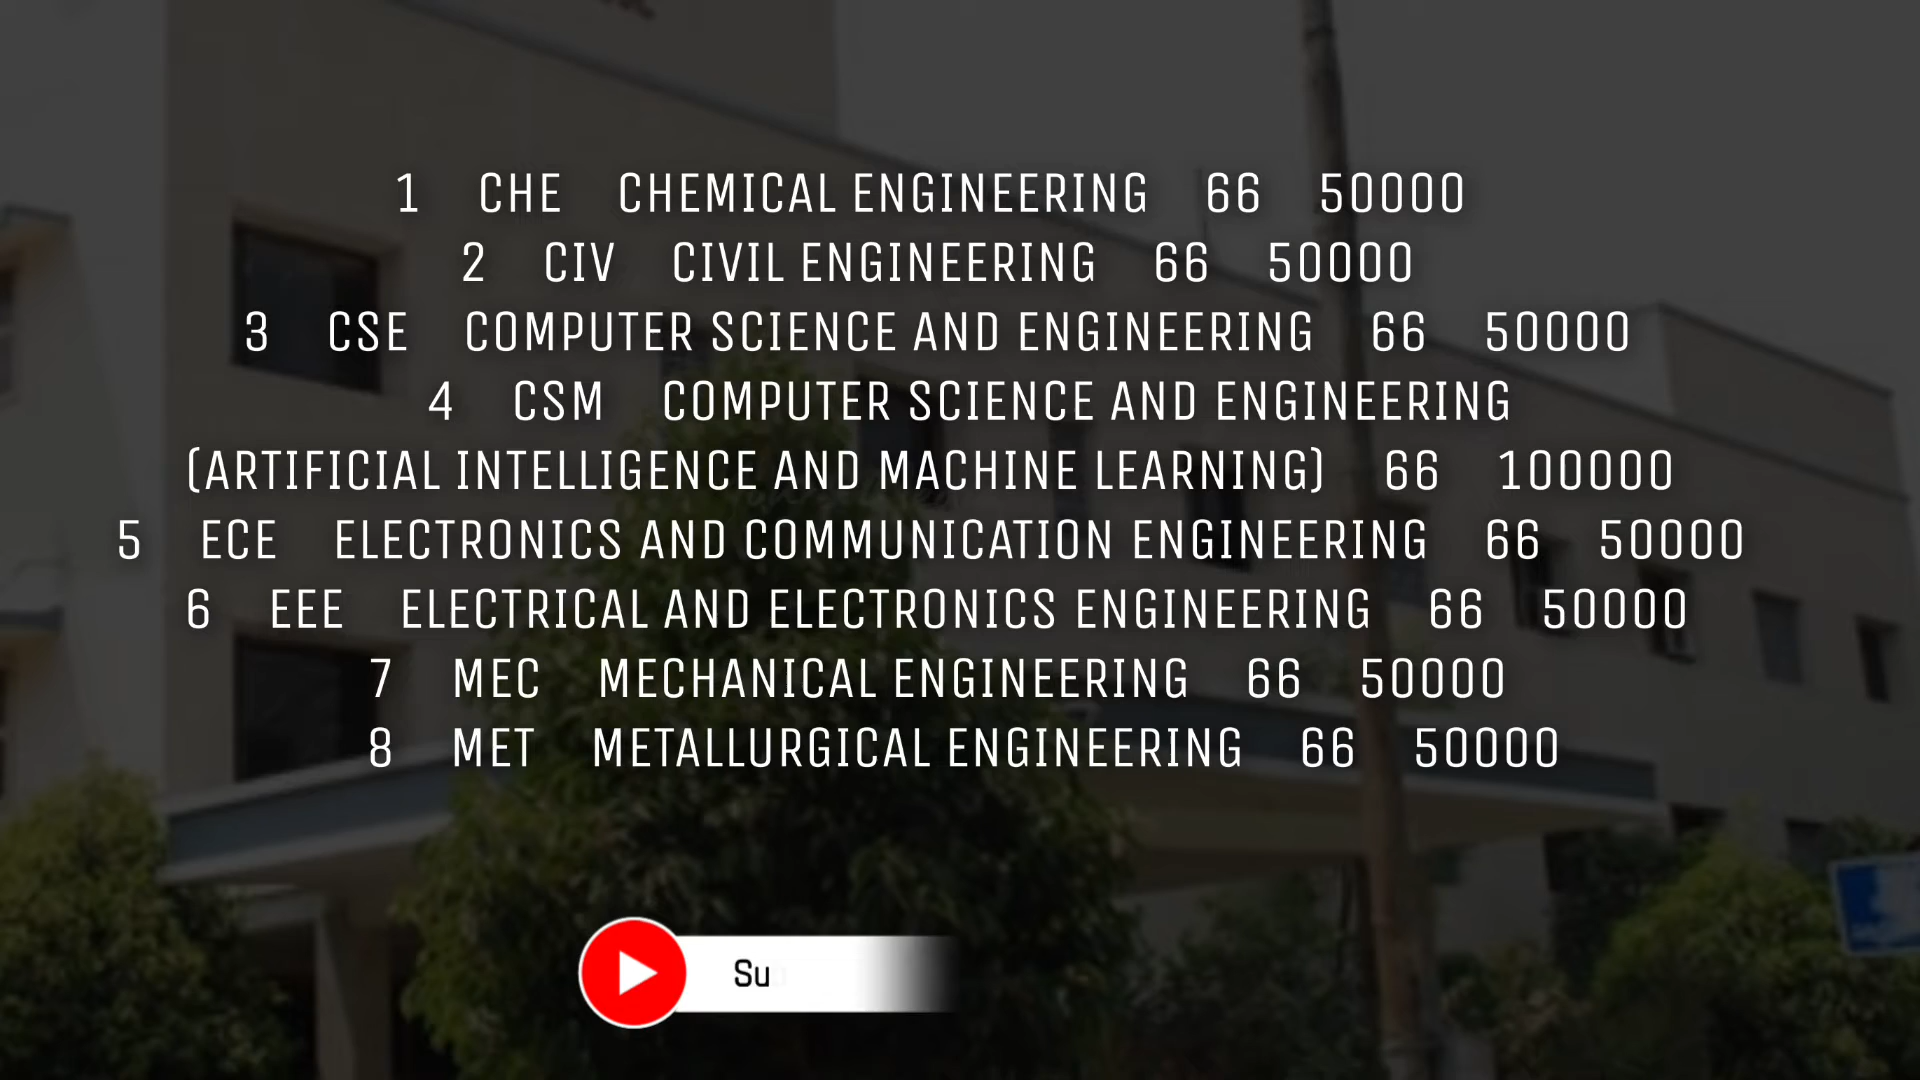 1 CHE CHEMICAL ENGINEERING 66 50000
2 CIV CIVIL ENGINEERING 66 50000
3 CSE COMPUTER SCIENCE AND ENGINEERING 66 50000
4 CSM COMPUTER SCIENCE AND ENGINEERING
(ARTIFICIAL INTELLIGENCE AND MACHINE LEARNING) 66 100000
5 ECE ELECTRONICS AND COMMUNICATION ENGINEERING 66 50000
6 EEE ELECTRICAL AND ELECTRONICS ENGINEERING 66 50000
7 MEC MECHANICAL ENGINEERING 66 50000
8 MET METALLURGICAL ENGINEERING 66 50000
Su